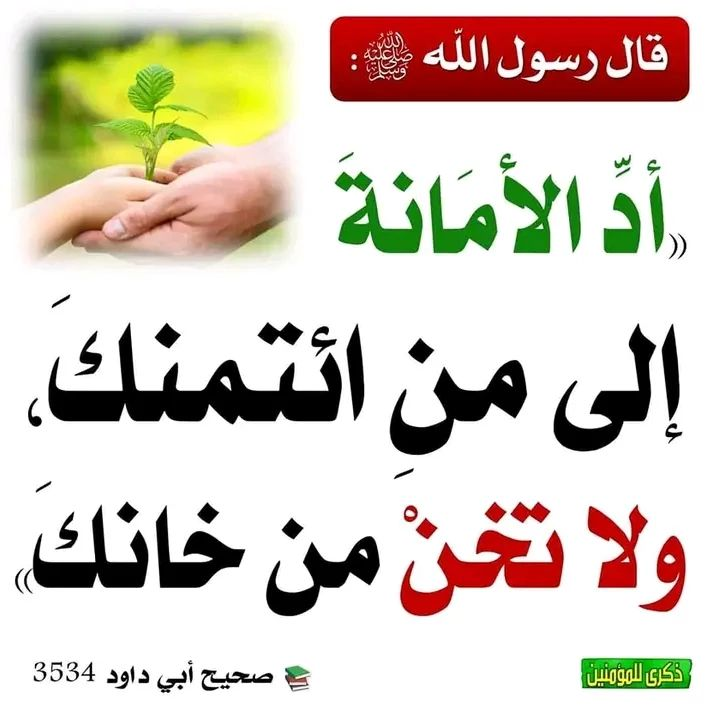 قال رسول الله ﷺ :
((أدِّ الأمَانةَ
إلى منِ ائتمنكَ،
ولا تخنْ من خانكَ))
صحيح أبي داود 3534
ذكرى للمؤمنين